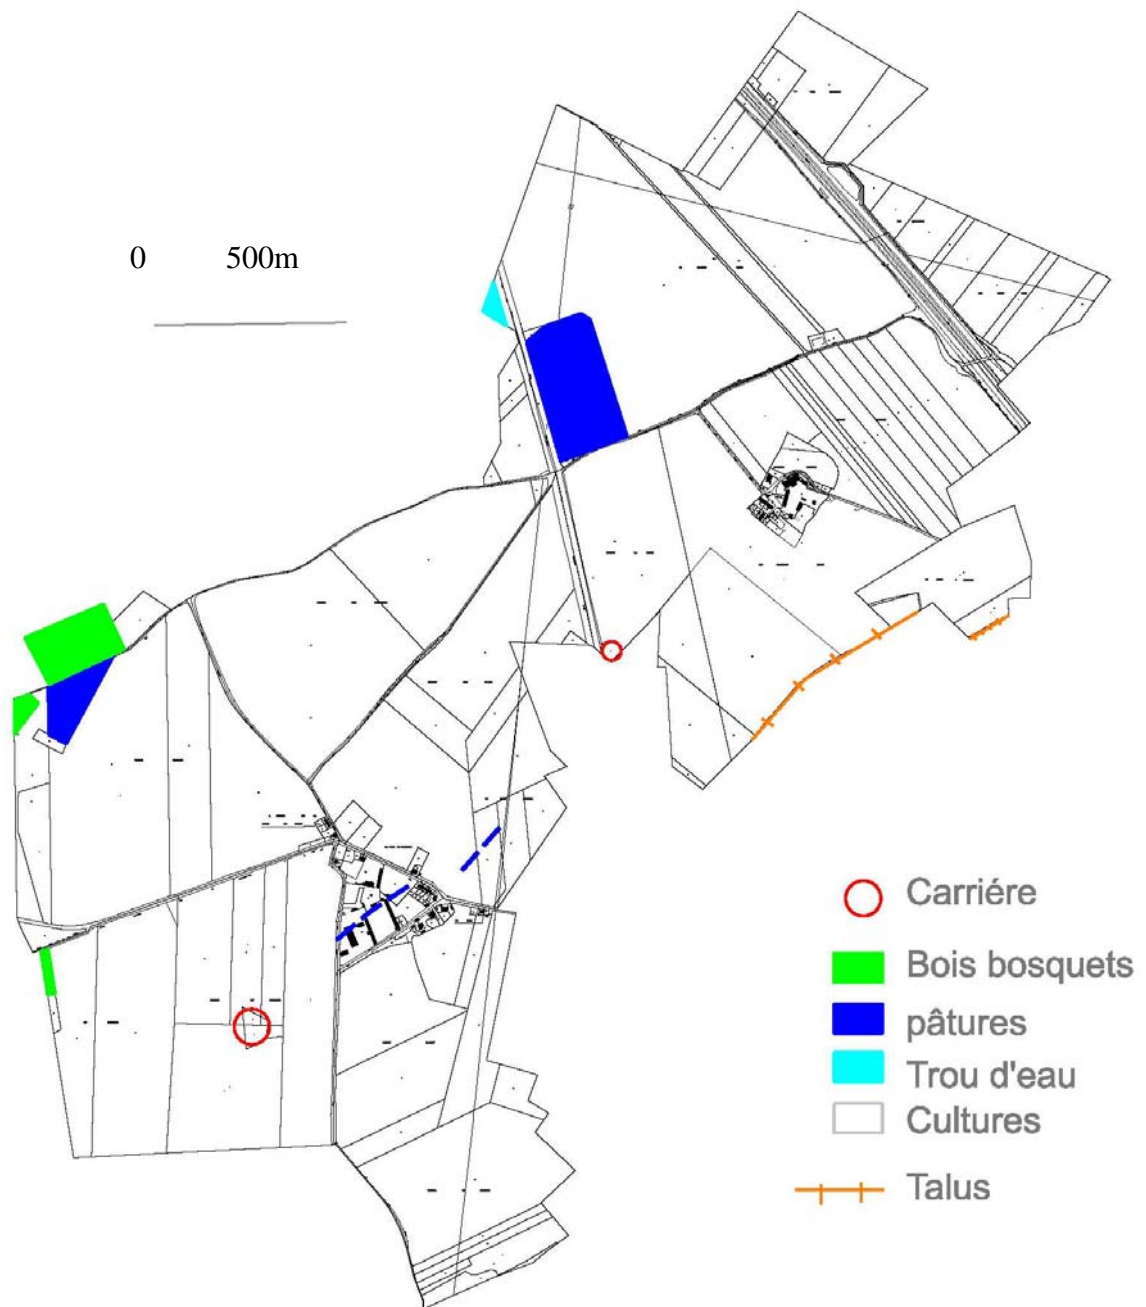 0 500m
Carriére
Bois bosquets
pâtures
Trou d'eau
Cultures
Talus